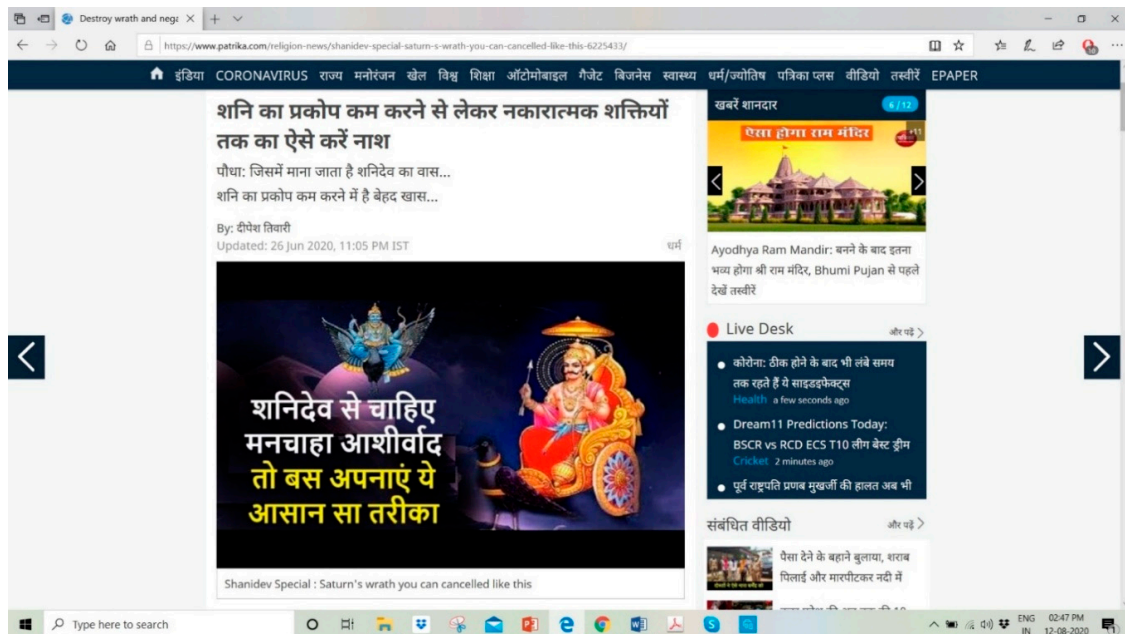 Destroy wrath and nega
https://www.patrika.com/religion-news/shanidev-special-saturn-s-wrath-you-can-cancelled-like-this-6225433/
इंडिया CORONAVIRUS राज्य मनोरंजन खेल विश्व शिक्षा ऑटोमोबाइल गैजेट बिजनेस स्वास्थ्य धर्म/ज्योतिष पत्रिका प्लस वीडियो तस्वीरें EPAPER
शनि का प्रकोप कम करने से लेकर नकारात्मक शक्तियों
तक का ऐसे करें नाश
पौधा: जिसमें माना जाता है शनिदेव का वास...
शनि का प्रकोप कम करने में है बेहद खास...
By: दीपेश तिवारी
Updated: 26 Jun 2020, 11:05 PM IST
धर्म
शनिदेव से चाहिए
मनचाहा आशीर्वाद
तो बस अपनाएं ये
आसान सा तरीका
Shanidev Special : Saturn's wrath you can cancelled like this
खबरें शानदार
6 / 12
ऐसा होगा राम मंदिर
+11
Ayodhya Ram Mandir: बनने के बाद इतना
भव्य होगा श्री राम मंदिर, Bhumi Pujan से पहले
देखें तस्वीरें
Live Desk
और पढ़ें
कोरोना: ठीक होने के बाद भी लंबे समय
तक रहते हैं ये साइडइफेक्ट्स
Health a few seconds ago
Dream11 Predictions Today:
BSCR vs RCD ECS T10 लीग बेस्ट ड्रीम
Cricket 2 minutes ago
पूर्व राष्ट्रपति प्रणब मुखर्जी की हालत अब भी
संबंधित वीडियो
और पढ़ें
पैसा देने के बहाने बुलाया, शराब
पिलाई और मारपीटकर नदी में
Type here to search
ENG
IN
02:47 PM
12-08-2020